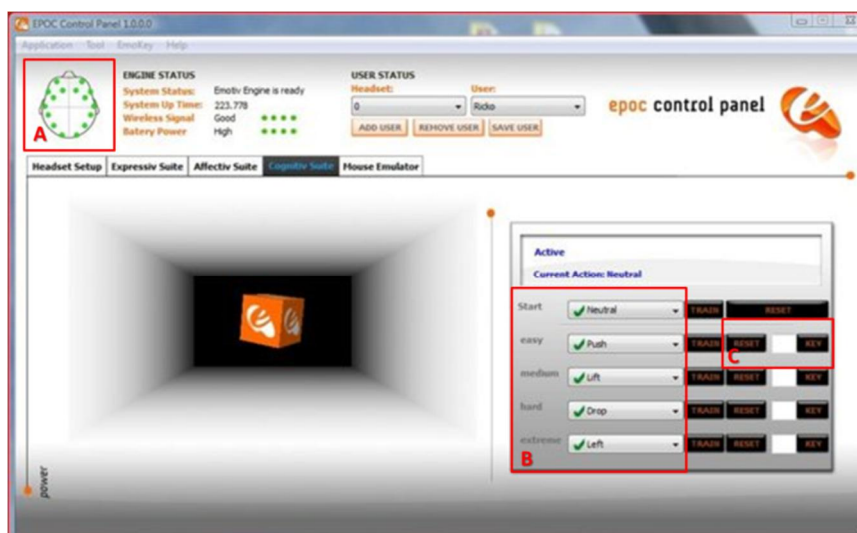 EPOC Control Panel 1.0.0.0
Application Tool EmoKey Help
A
ENGINE STATUS
System Status: Emotiv Engine is ready
System Up Time: 223.778
Wireless Signal Good
Batery Power High
USER STATUS
Headset: User:
0 Ricko
ADD USER REMOVE USER SAVE USER
epoc control panel
Headset Setup Expressiv Suite Affectiv Suite Cognitiv Suite Mouse Emulator
Active
Current Action: Neutral
Start Neutral TRAIN RESET
easy Push TRAIN RESET KEY
C
medium Lift TRAIN RESET KEY
hard Drop TRAIN RESET KEY
extreme Left TRAIN RESET KEY
B
power